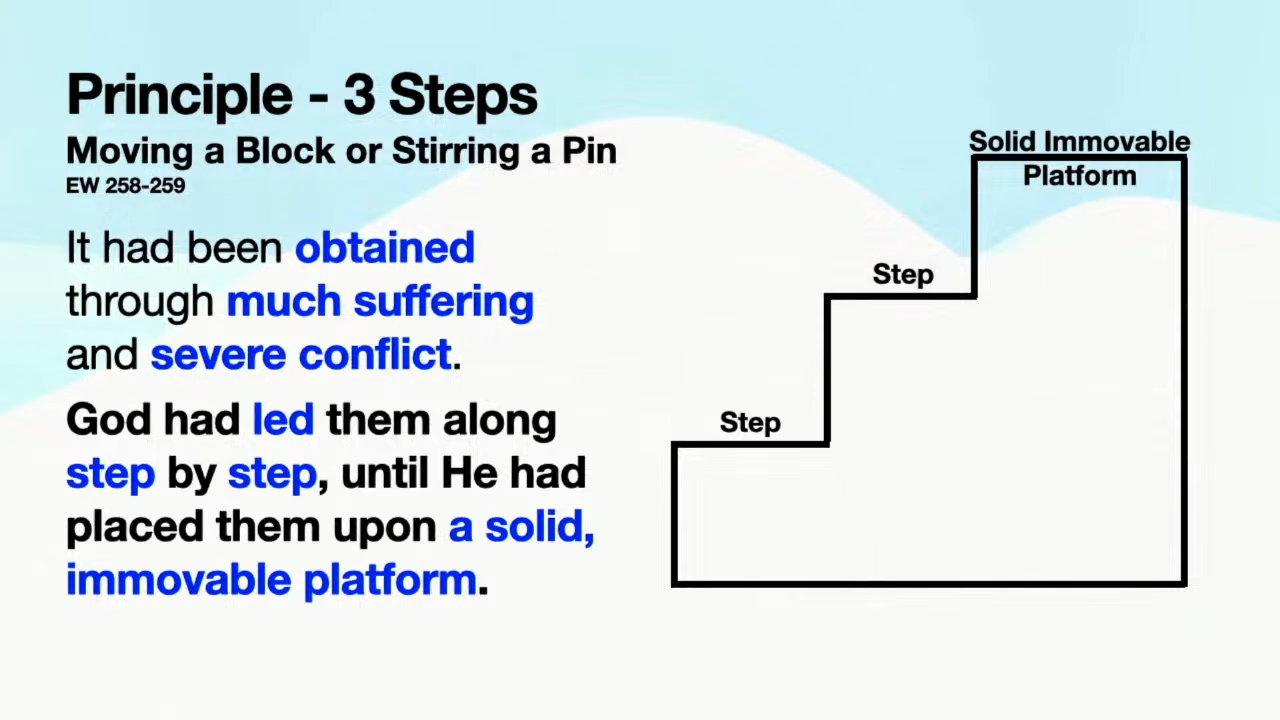 Principle - 3 Steps
Moving a Block or Stirring a Pin
EW 258-259
It had been obtained
through much suffering
and severe conflict.
God had led them along
step by step, until He had
placed them upon a solid,
immovable platform.
Solid Immovable
Platform
Step
Step